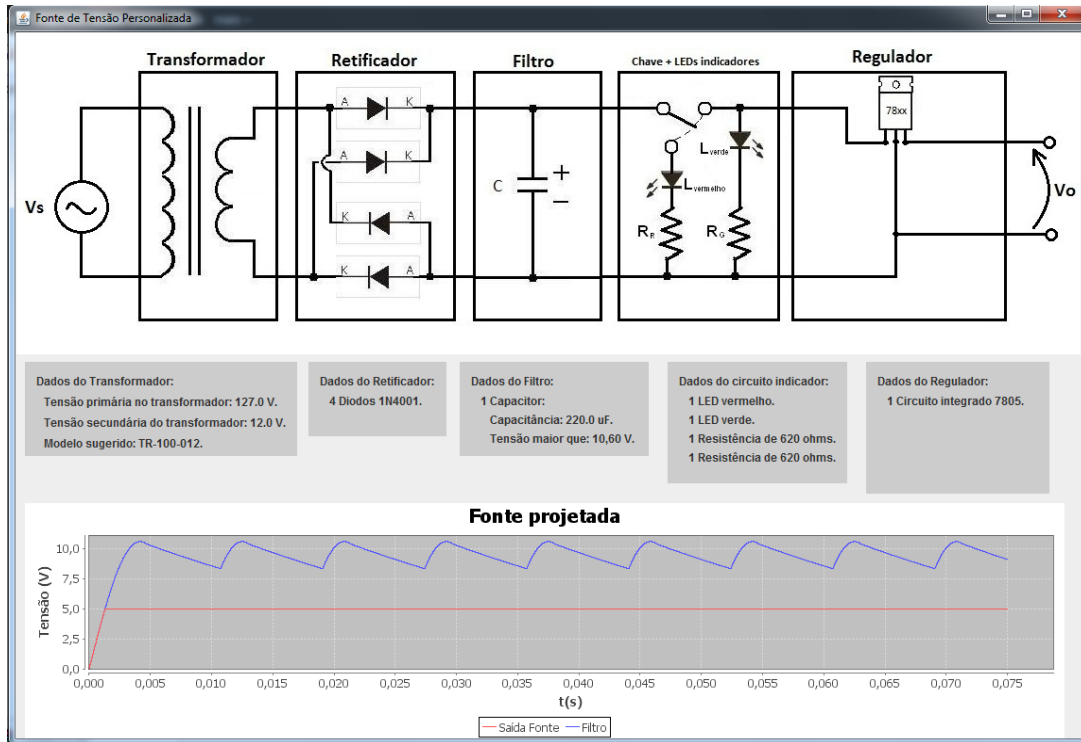 Fonte de Tensão Personalizada
Transformador
Retificador
Filtro
Chave + LEDs indicadores
Regulador
Vs
A
K
A
K
K
A
K
A
C
+
−
L verde
L vermelho
R R
R G
78xx
Vo
Dados do Transformador:
Tensão primária no transformador: 127.0 V.
Tensão secundária do transformador: 12.0 V.
Modelo sugerido: TR-100-012.
Dados do Retificador:
4 Diodos 1N4001.
Dados do Filtro:
1 Capacitor:
Capacitância: 220.0 uF.
Tensão maior que: 10,60 V.
Dados do circuito indicador:
1 LED vermelho.
1 LED verde.
1 Resistência de 620 ohms.
1 Resistência de 620 ohms.
Dados do Regulador:
1 Circuito integrado 7805.
Fonte projetada
Tensão (V)
10,0
7,5
5,0
2,5
0,0
0,000 0,005 0,010 0,015 0,020 0,025 0,030 0,035 0,040 0,045 0,050 0,055 0,060 0,065 0,070 0,075
t(s)
Saída Fonte Filtro